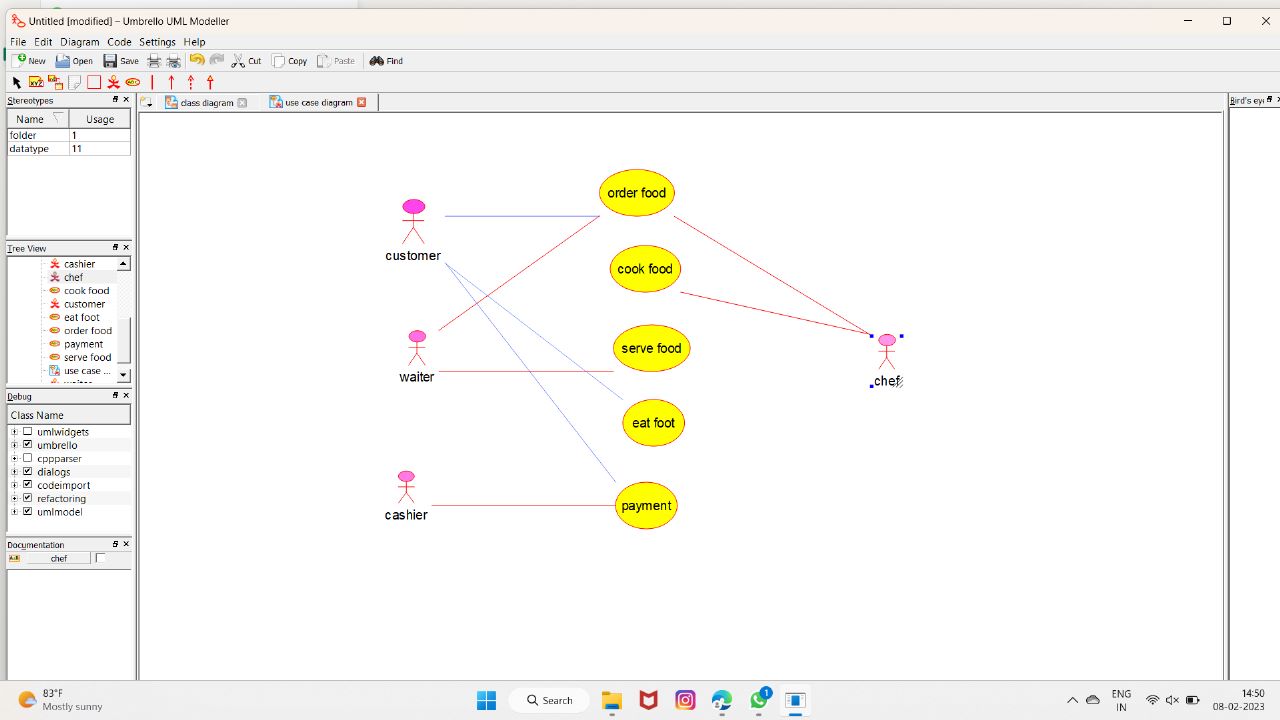 Untitled [modified] – Umbrello UML Modeller
File Edit Diagram Code Settings Help
New Open Save Cut Copy Paste Find
class diagram use case diagram
Stereotypes
Name Usage
folder 1
datatype 11
Tree View
cashier
chef
cook food
customer
eat foot
order food
payment
serve food
use case ...
Debug
Class Name
umlwidgets
umbrello
cppparser
dialogs
codeimport
refactoring
umlmodel
Documentation
chef
Bird's ey
order food
customer
cook food
waiter
serve food
chef
eat foot
cashier
payment
83°F
Mostly sunny
Search
1
ENG
IN
14:50
08-02-2023